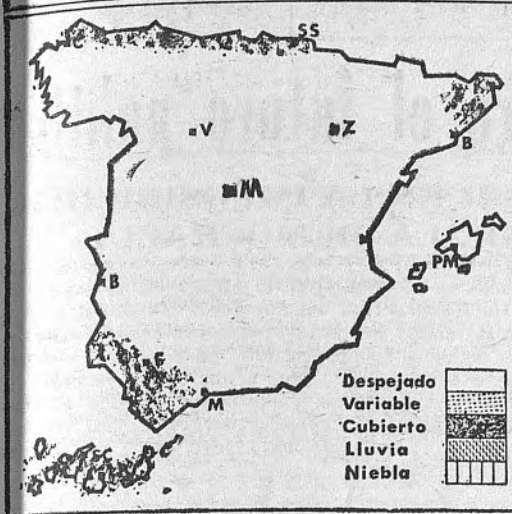 C
SS
V
Z
B
M
PM
B
S
M
Despejado
Variable
Cubierto
Lluvia
Niebla